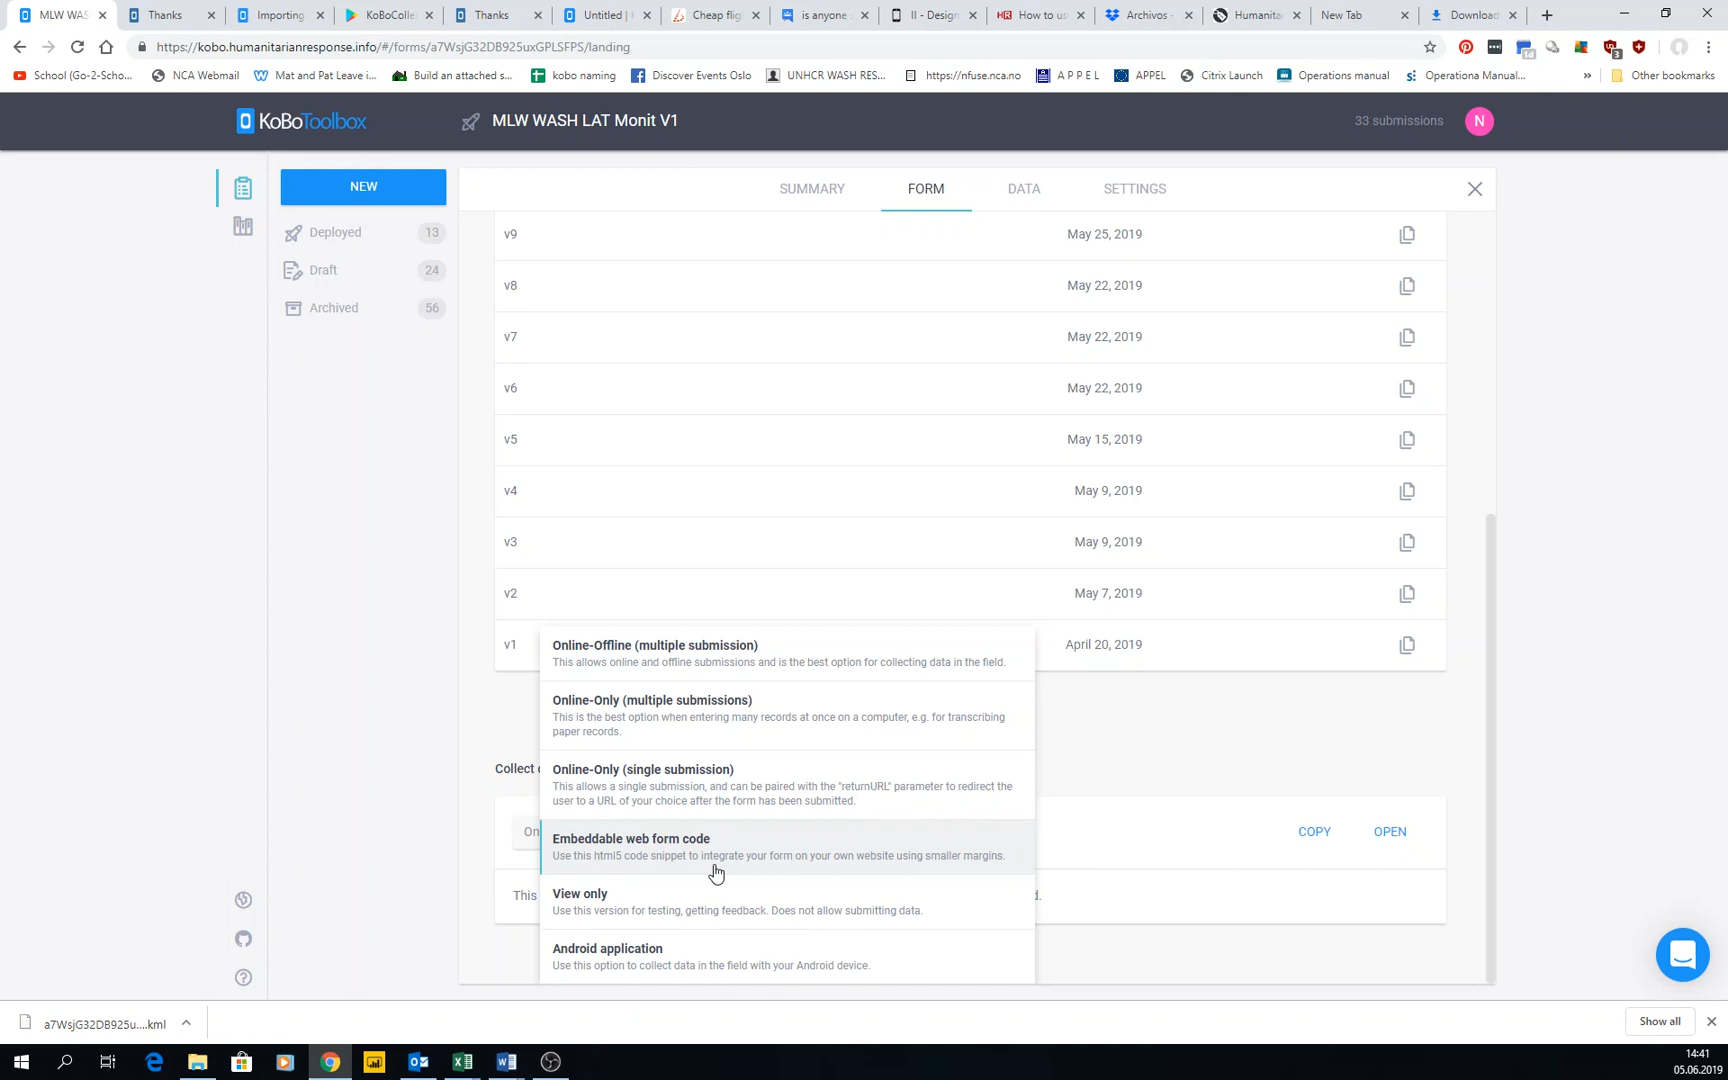 MLW WAS
Thanks
Importing
KoBoColle
Thanks
Untitled | 
Cheap flig
is anyone
II - Design
How to us
Archivos -
Humanita
New Tab
Download
https://kobo.humanitarianresponse.info/#/forms/a7WsjG32DB925uxGPLSFPS/landing
School (Go-2-Scho...
NCA Webmail
Mat and Pat Leave i...
Build an attached s...
kobo naming
Discover Events Oslo
UNHCR WASH RES...
https://nfuse.nca.no
A P P E L
APPEL
Citrix Launch
Operations manual
Operationa Manual...
»
Other bookmarks
KoBoToolbox
MLW WASH LAT Monit V1
33 submissions
N
NEW
Deployed 13
Draft 24
Archived 56
SUMMARY FORM DATA SETTINGS
v9 May 25, 2019
v8 May 22, 2019
v7 May 22, 2019
v6 May 22, 2019
v5 May 15, 2019
v4 May 9, 2019
v3 May 9, 2019
v2 May 7, 2019
v1 April 20, 2019
Online-Offline (multiple submission)
This allows online and offline submissions and is the best option for collecting data in the field.
Online-Only (multiple submissions)
This is the best option when entering many records at once on a computer, e.g. for transcribing
paper records.
Collect
Online-Only (single submission)
This allows a single submission, and can be paired with the "returnURL" parameter to redirect the
user to a URL of your choice after the form has been submitted.
On
Embeddable web form code
Use this html5 code snippet to integrate your form on your own website using smaller margins.
COPY OPEN
This
View only
Use this version for testing, getting feedback. Does not allow submitting data.
d.
Android application
Use this option to collect data in the field with your Android device.
a7WsjG32DB925u....kml
Show all
14:41
05.06.2019